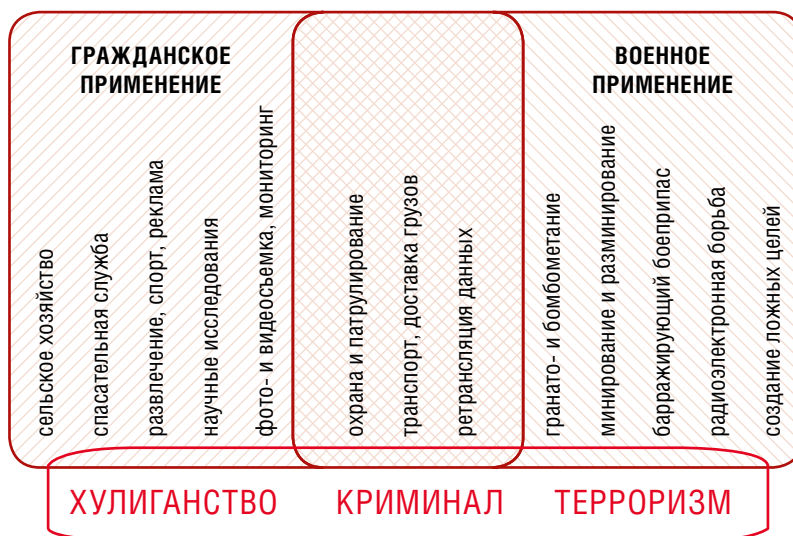 ГРАЖДАНСКОЕ
ПРИМЕНЕНИЕ
ВОЕННОЕ
ПРИМЕНЕНИЕ
сельское хозяйство
спасательная служба
развлечение, спорт, реклама
научные исследования
фото- и видеосъемка, мониторинг
охрана и патрулирование
транспорт, доставка грузов
ретрансляция данных
гранато- и бомбометание
минирование и разминирование
барражирующий боеприпас
радиоэлектронная борьба
создание ложных целей
ХУЛИГАНСТВО КРИМИНАЛ ТЕРРОРИЗМ